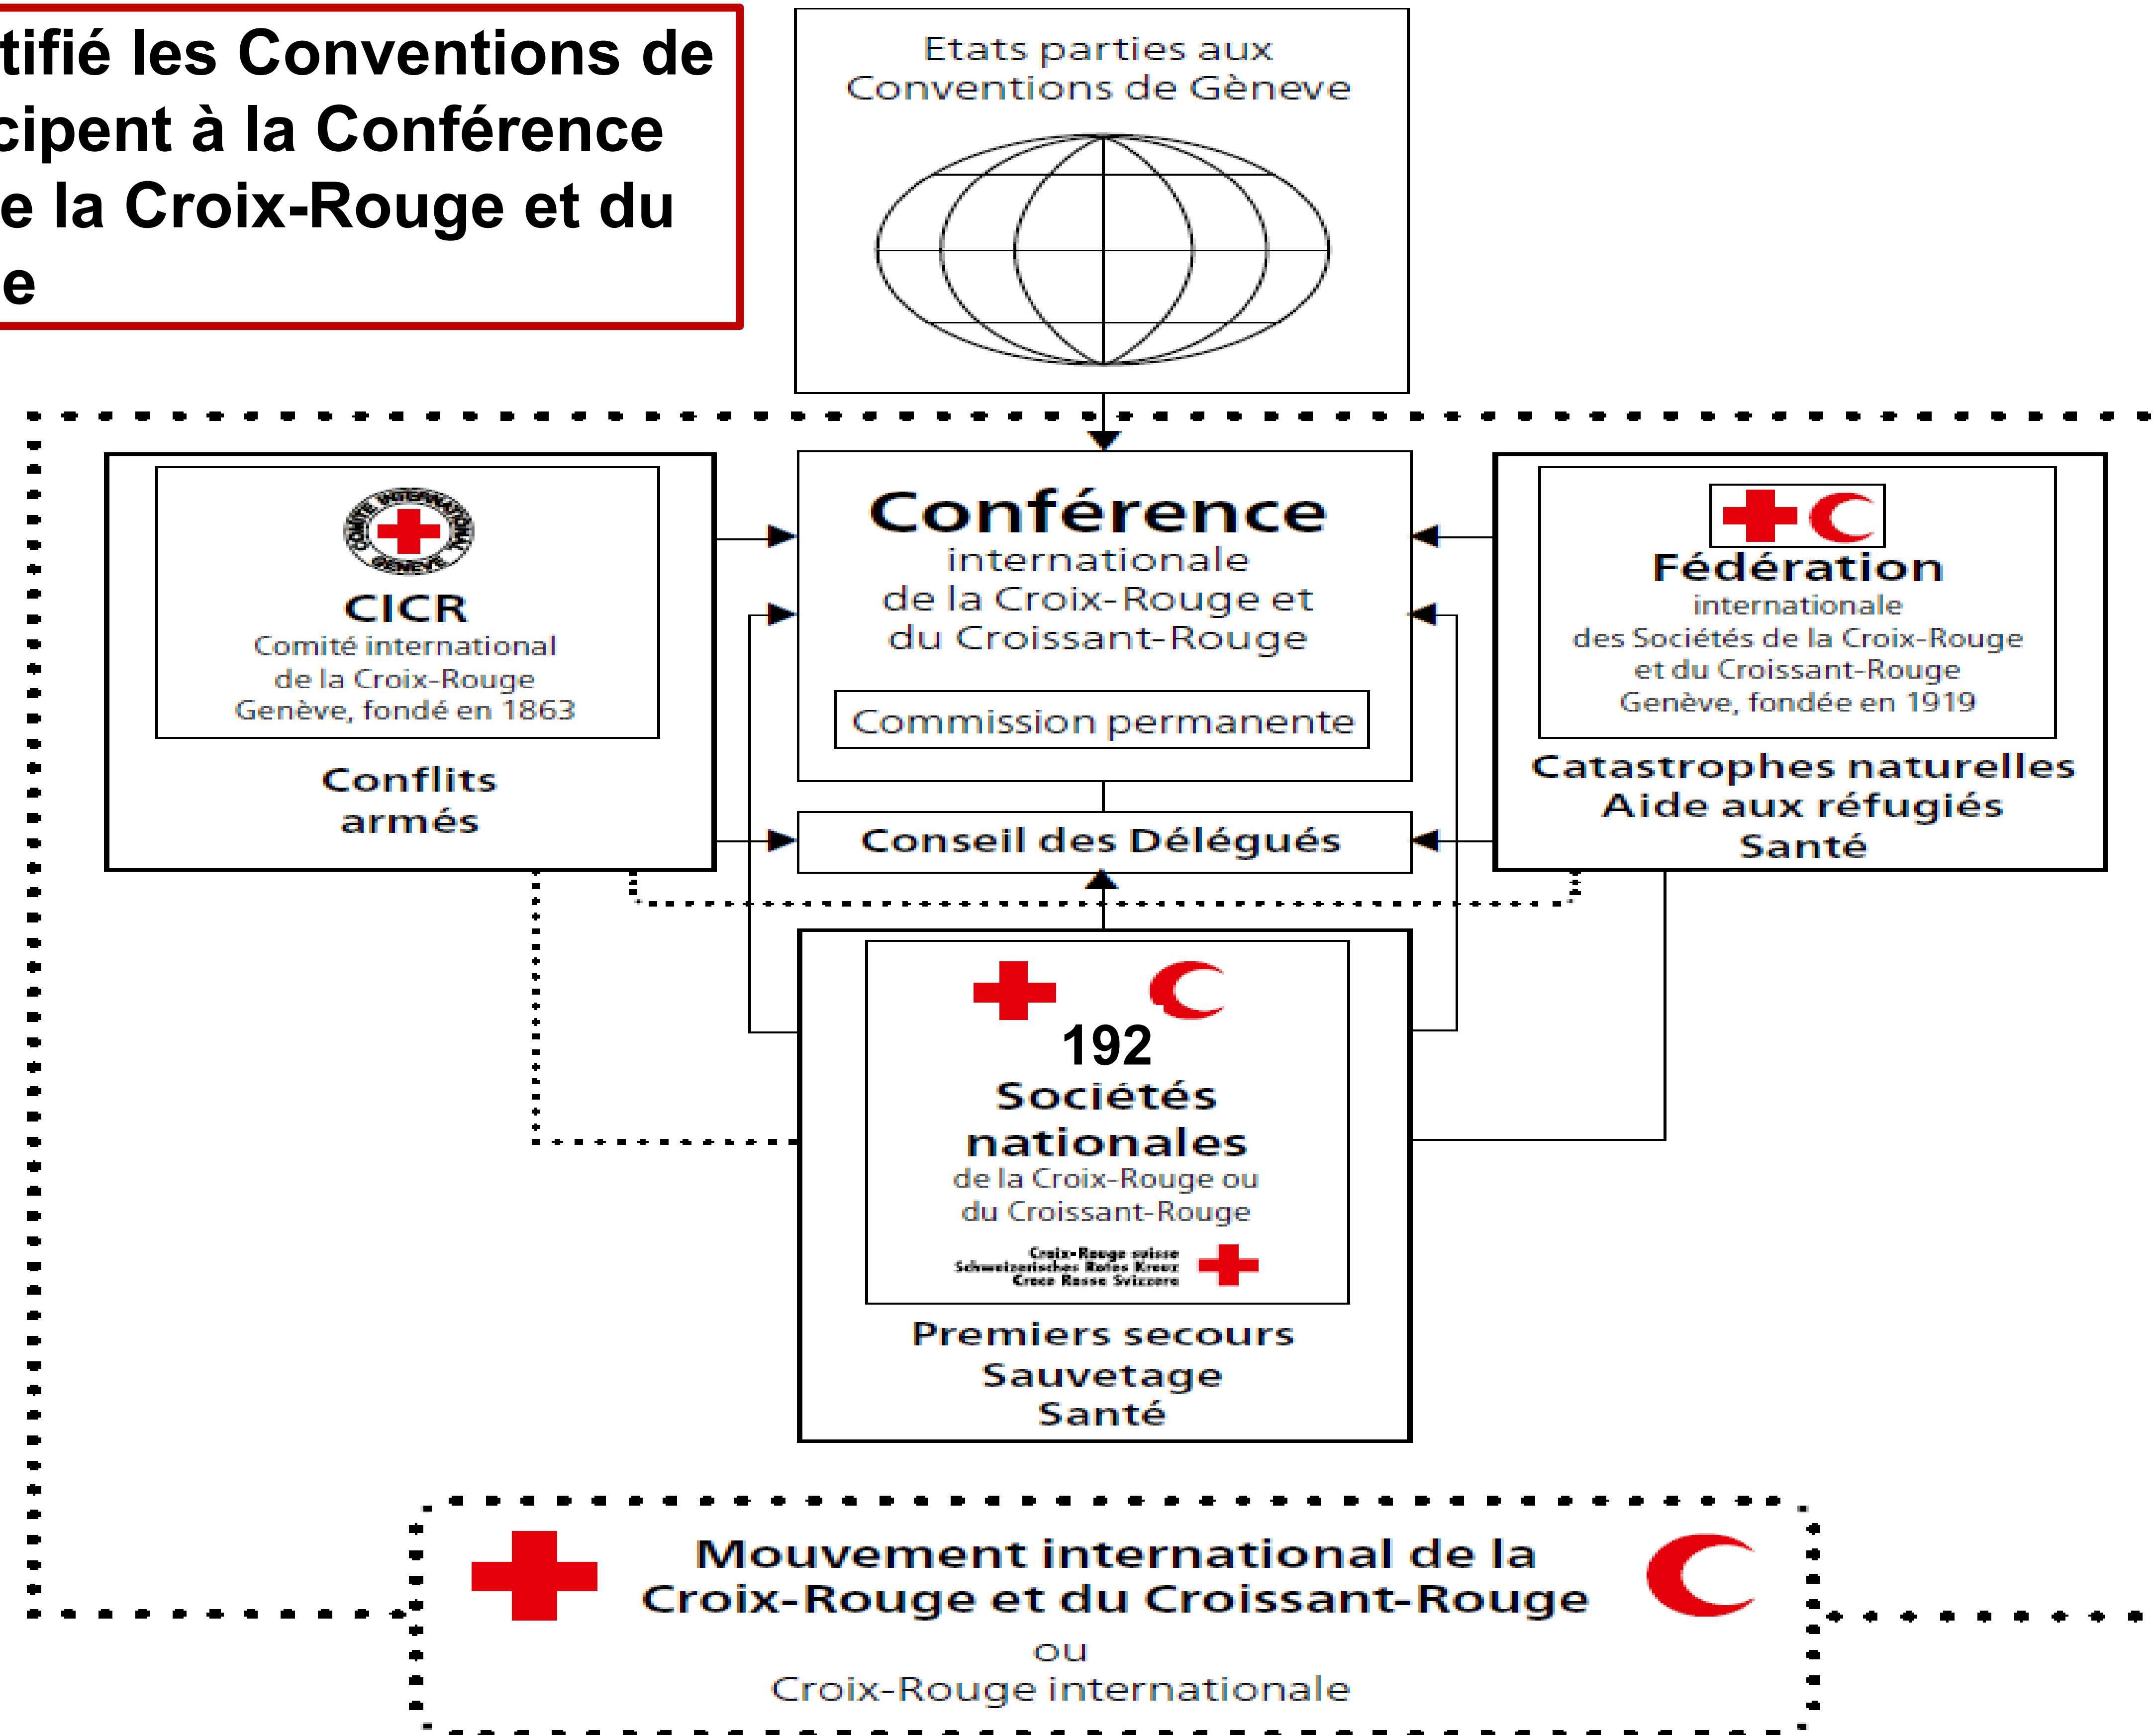 tifié les Conventions de
cipent à la Conférence
e la Croix-Rouge et du
e
Etats parties aux
Conventions de Gèneve
COMITE INTERNATIONAL
GENEVE
CICR
Comité international
de la Croix-Rouge
Genève, fondé en 1863
Conflits
armés
Conférence
internationale
de la Croix-Rouge et
du Croissant-Rouge
Commission permanente
Conseil des Délégués
Fédération
internationale
des Sociétés de la Croix-Rouge
et du Croissant-Rouge
Genève, fondée en 1919
Catastrophes naturelles
Aide aux réfugiés
Santé
192
Sociétés
nationales
de la Croix-Rouge ou
du Croissant-Rouge
Croix-Rouge suisse
Schweizerisches Rotes Kreuz
Croce Rossa Svizzera
Premiers secours
Sauvetage
Santé
Mouvement international de la
Croix-Rouge et du Croissant-Rouge
ou
Croix-Rouge internationale